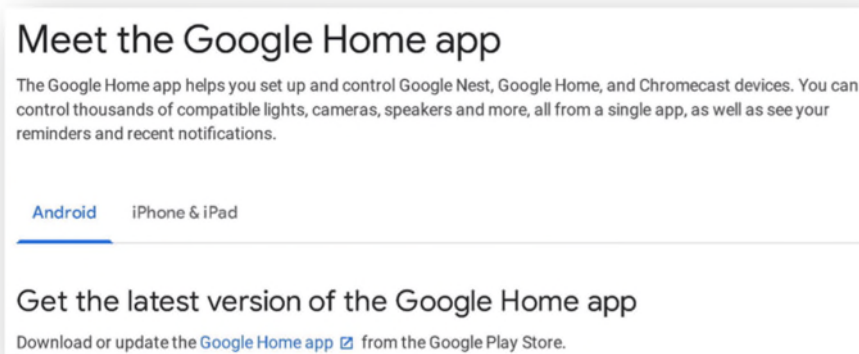 Meet the Google Home app
The Google Home app helps you set up and control Google Nest, Google Home, and Chromecast devices. You can
control thousands of compatible lights, cameras, speakers and more, all from a single app, as well as see your
reminders and recent notifications.
Android iPhone & iPad
Get the latest version of the Google Home app
Download or update the Google Home app from the Google Play Store.